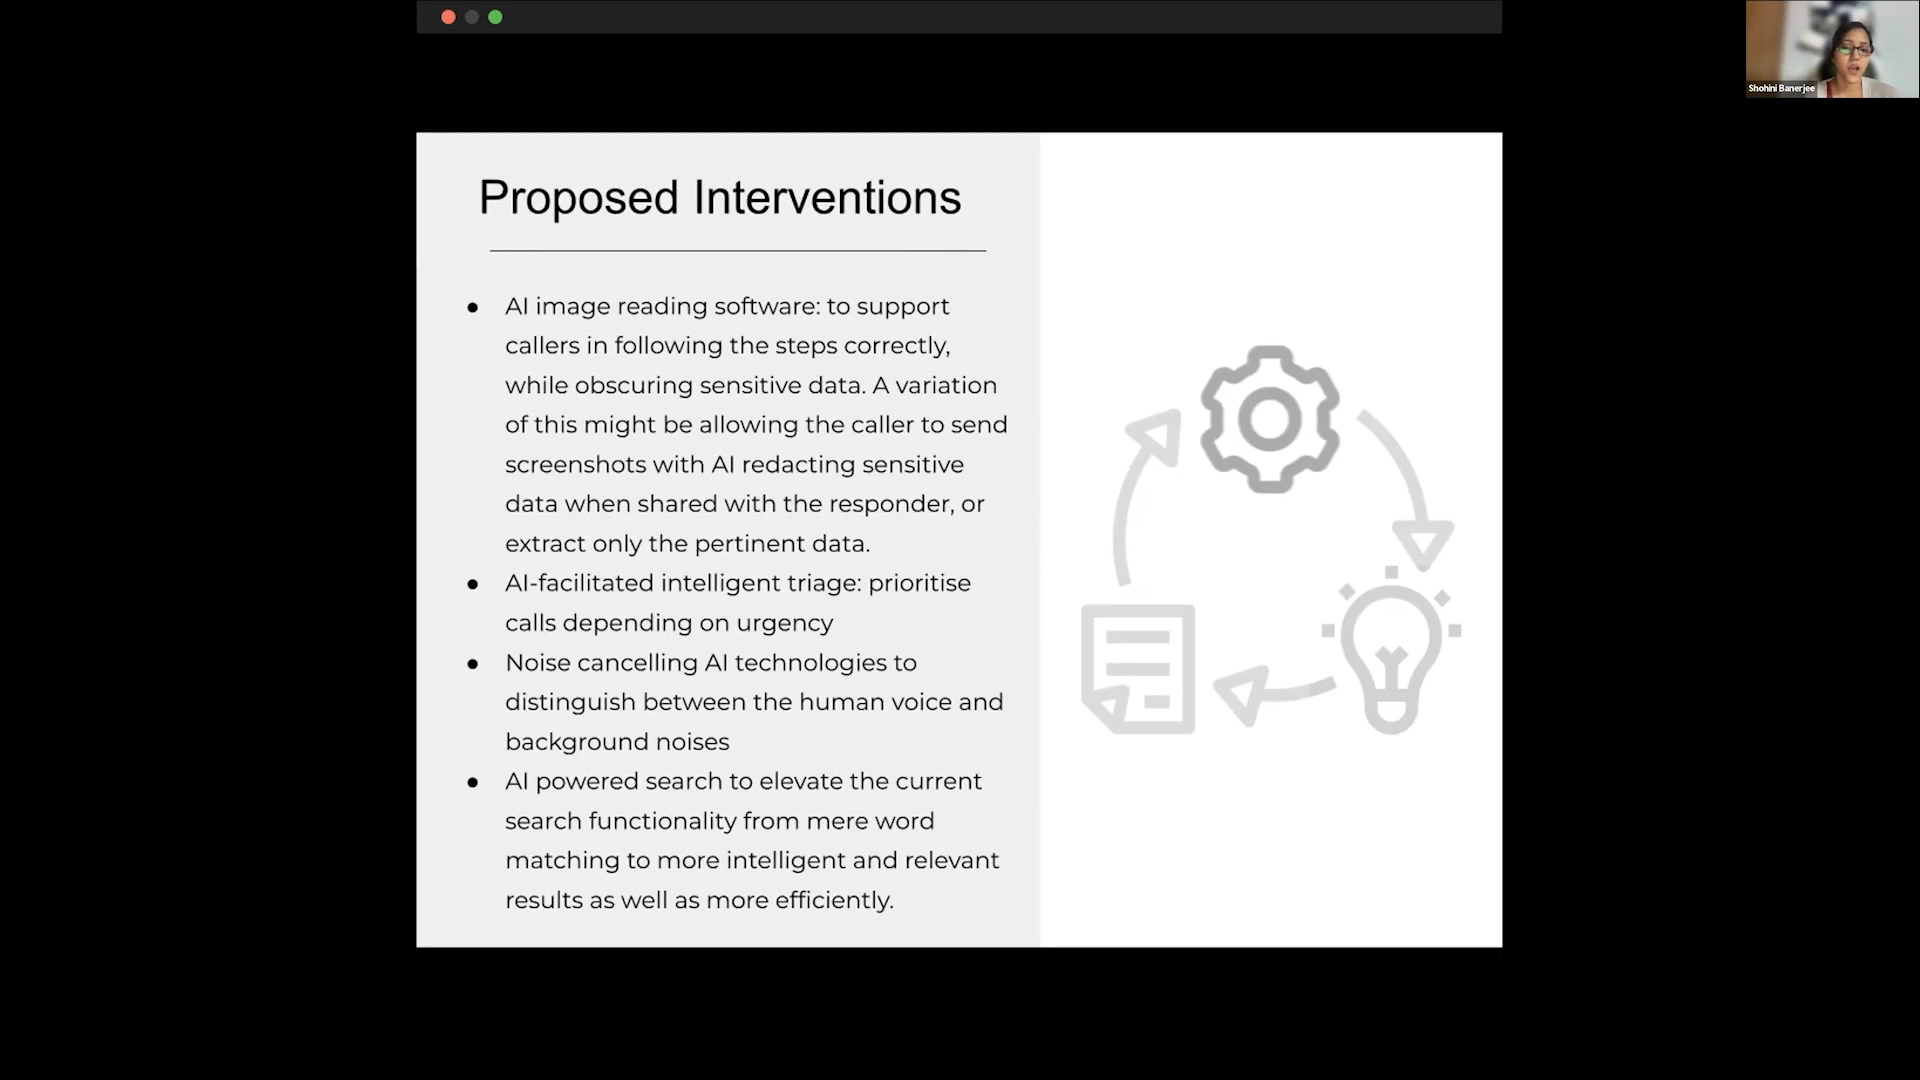 Shohini Banerjee
Proposed Interventions
● AI image reading software: to support
callers in following the steps correctly,
while obscuring sensitive data. A variation
of this might be allowing the caller to send
screenshots with AI redacting sensitive
data when shared with the responder, or
extract only the pertinent data.
● AI-facilitated intelligent triage: prioritise
calls depending on urgency
● Noise cancelling AI technologies to
distinguish between the human voice and
background noises
● AI powered search to elevate the current
search functionality from mere word
matching to more intelligent and relevant
results as well as more efficiently.